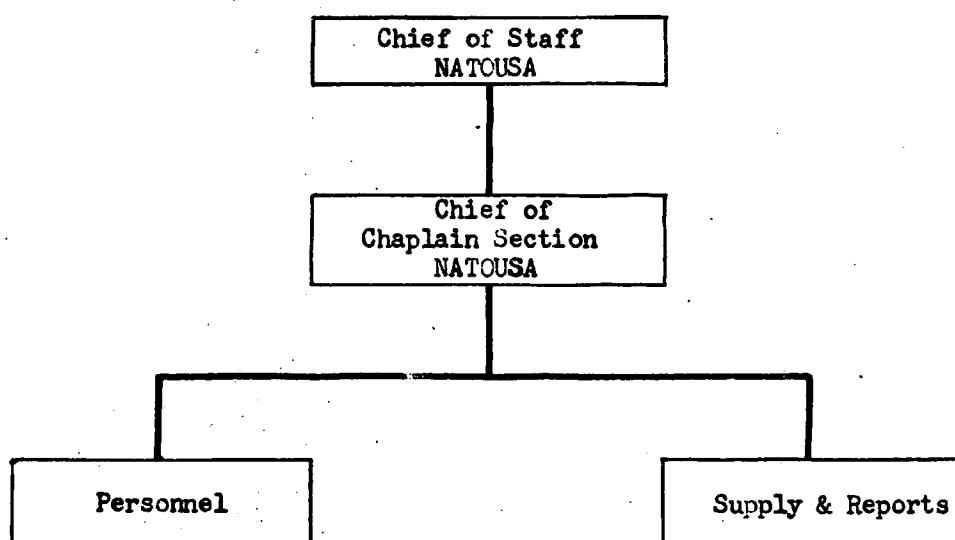 Chief of Staff
NATOUSA
Chief of
Chaplain Section
NATOUSA
Personnel
Supply & Reports